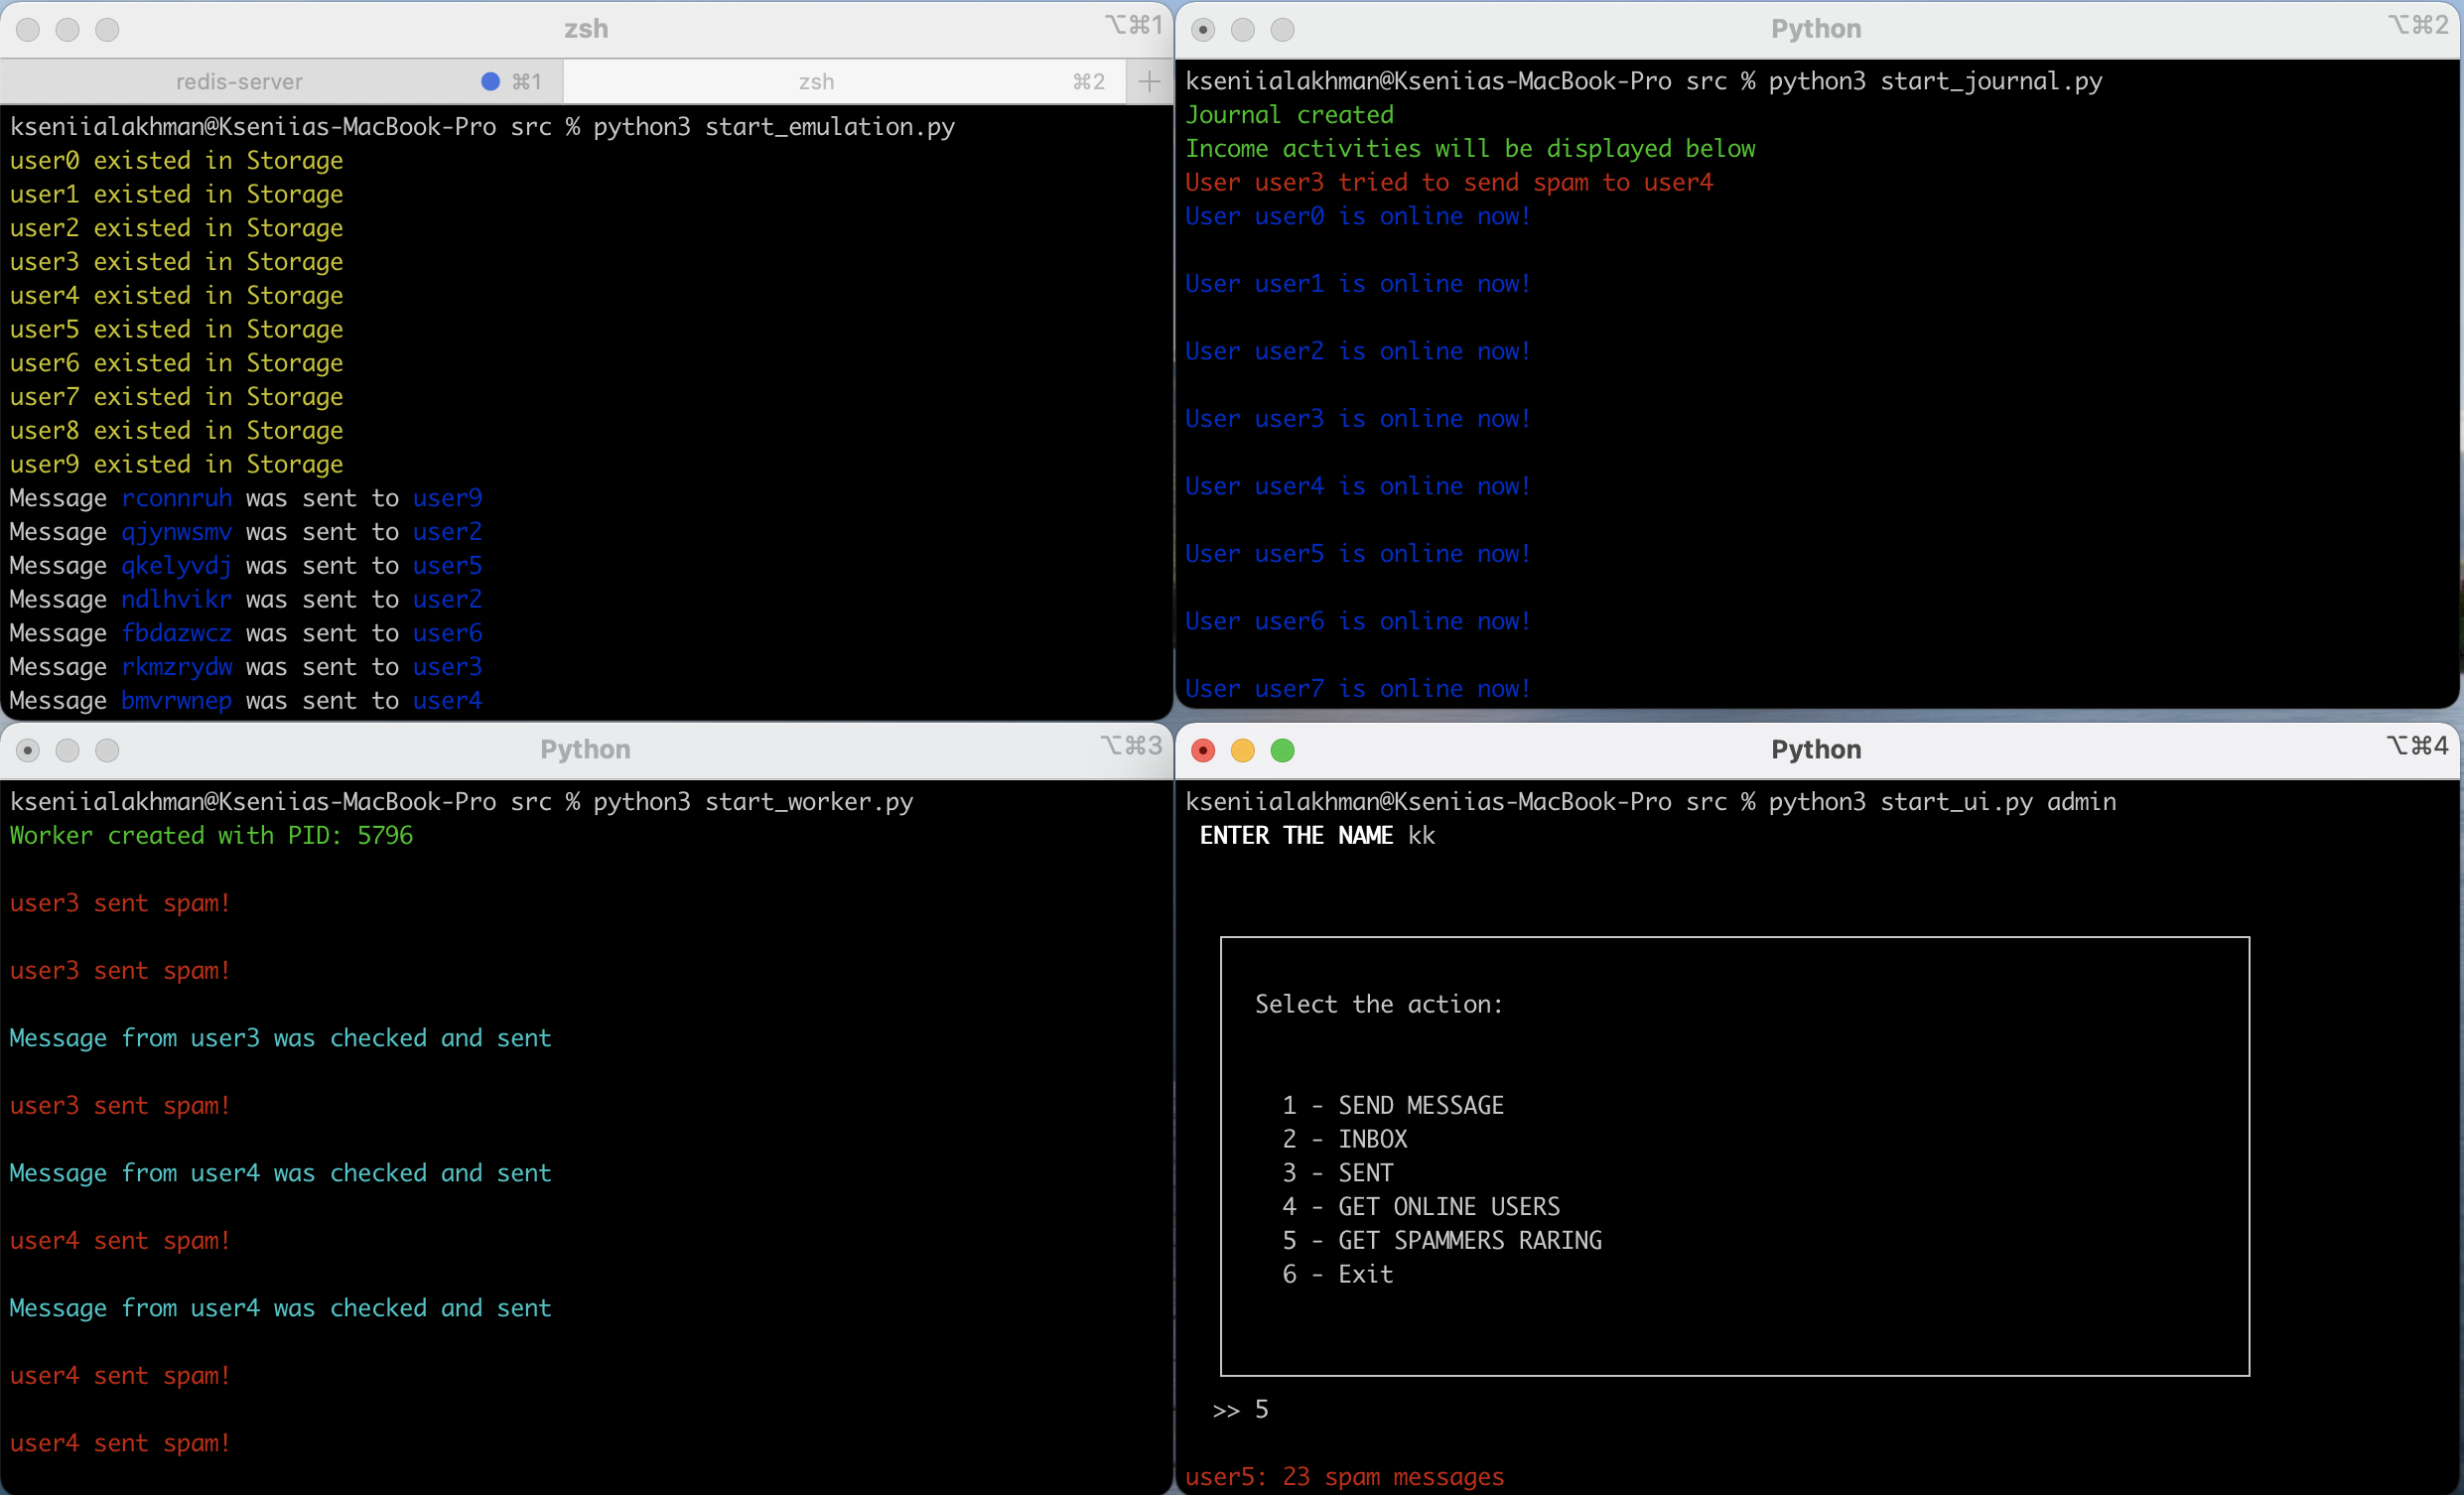 zsh ⌥⌘1
redis-server ⌘1 zsh ⌘2 +
kseniialakhman@Kseniias-MacBook-Pro src % python3 start_emulation.py
user0 existed in Storage
user1 existed in Storage
user2 existed in Storage
user3 existed in Storage
user4 existed in Storage
user5 existed in Storage
user6 existed in Storage
user7 existed in Storage
user8 existed in Storage
user9 existed in Storage
Message rconnruh was sent to user9
Message qjynwsmv was sent to user2
Message qkelyvdj was sent to user5
Message ndlhvikr was sent to user2
Message fbdazwcz was sent to user6
Message rkmzrydw was sent to user3
Message bmvrwnep was sent to user4
Python ⌥⌘2
kseniialakhman@Kseniias-MacBook-Pro src % python3 start_journal.py
Journal created
Income activities will be displayed below
User user3 tried to send spam to user4
User user0 is online now!
User user1 is online now!
User user2 is online now!
User user3 is online now!
User user4 is online now!
User user5 is online now!
User user6 is online now!
User user7 is online now!
Python ⌥⌘3
kseniialakhman@Kseniias-MacBook-Pro src % python3 start_worker.py
Worker created with PID: 5796
user3 sent spam!
user3 sent spam!
Message from user3 was checked and sent
user3 sent spam!
Message from user4 was checked and sent
user4 sent spam!
Message from user4 was checked and sent
user4 sent spam!
user4 sent spam!
Python ⌥⌘4
kseniialakhman@Kseniias-MacBook-Pro src % python3 start_ui.py admin
ENTER THE NAME kk
Select the action:
1 - SEND MESSAGE
2 - INBOX
3 - SENT
4 - GET ONLINE USERS
5 - GET SPAMMERS RARING
6 - Exit
>> 5
user5: 23 spam messages